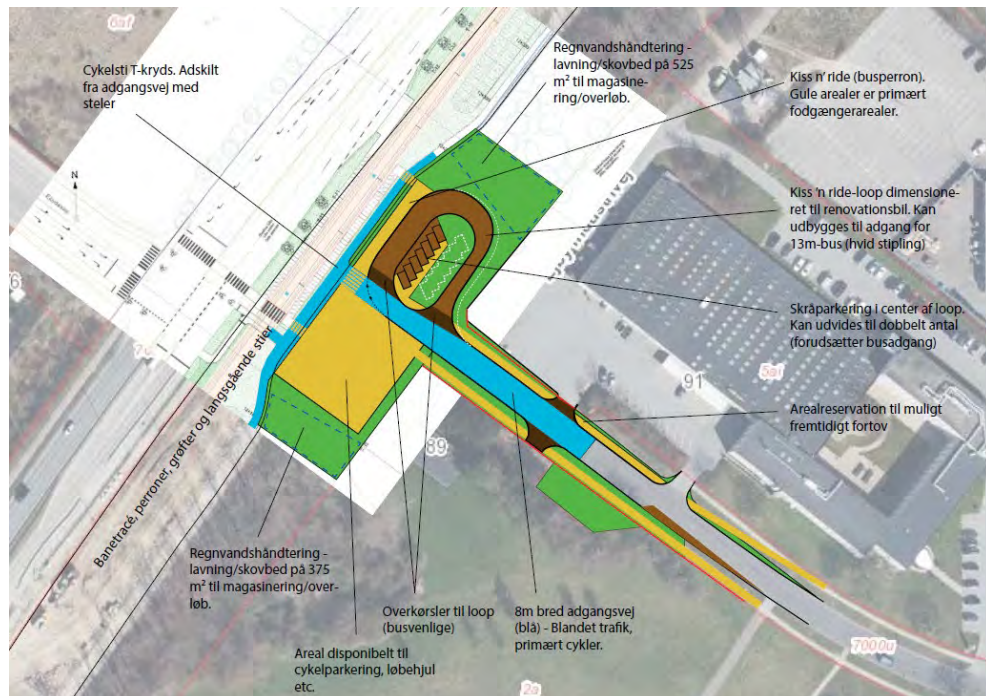 6af
Cykelsti T-kryds. Adskilt
fra adgangsvej med
steler
Regnvandshåndtering -
lavning/skovbed på 525
m² til magasine-
ring/overløb.
Kiss n’ ride (busperron).
Gule arealer er primært
fodgængerarealer.
N
Kiss ’n ride-loop dimensione-
ret til renovationsbil. Kan
udbygges til adgang for
13m-bus (hvid stipling)
Skråparkering i center af loop.
Kan udvides til dobbelt antal
(forudsætter busadgang)
91
5ai
Arealreservation til muligt
fremtidigt fortov
89
Banetracé, perroner, grøfter og langsgående stier
Regnvandshåndtering -
lavning/skovbed på 375
m² til magasinering/over-
løb.
Overkørsler til loop
(busvenlige)
8m bred adgangsvej
(blå) - Blandet trafik,
primært cykler.
Areal disponibelt til
cykelparkering, løbehjul
etc.
7000u
2a